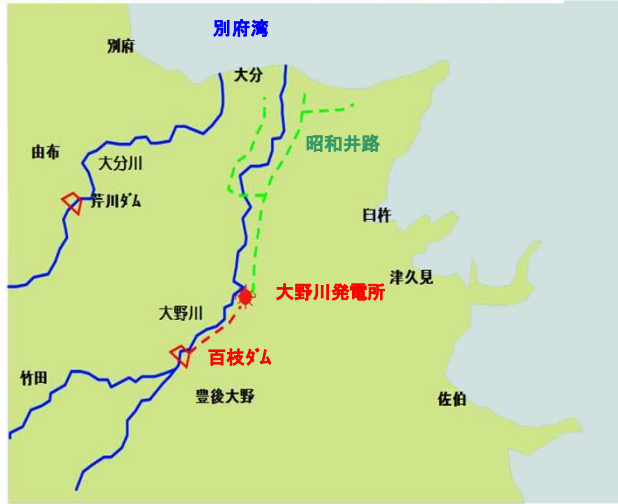 別府湾
別府
大分
昭和井路
由布
大分川
芹川ﾀﾞﾑ
臼杵
津久見
大野川発電所
大野川
百枝ﾀﾞﾑ
竹田
豊後大野
佐伯